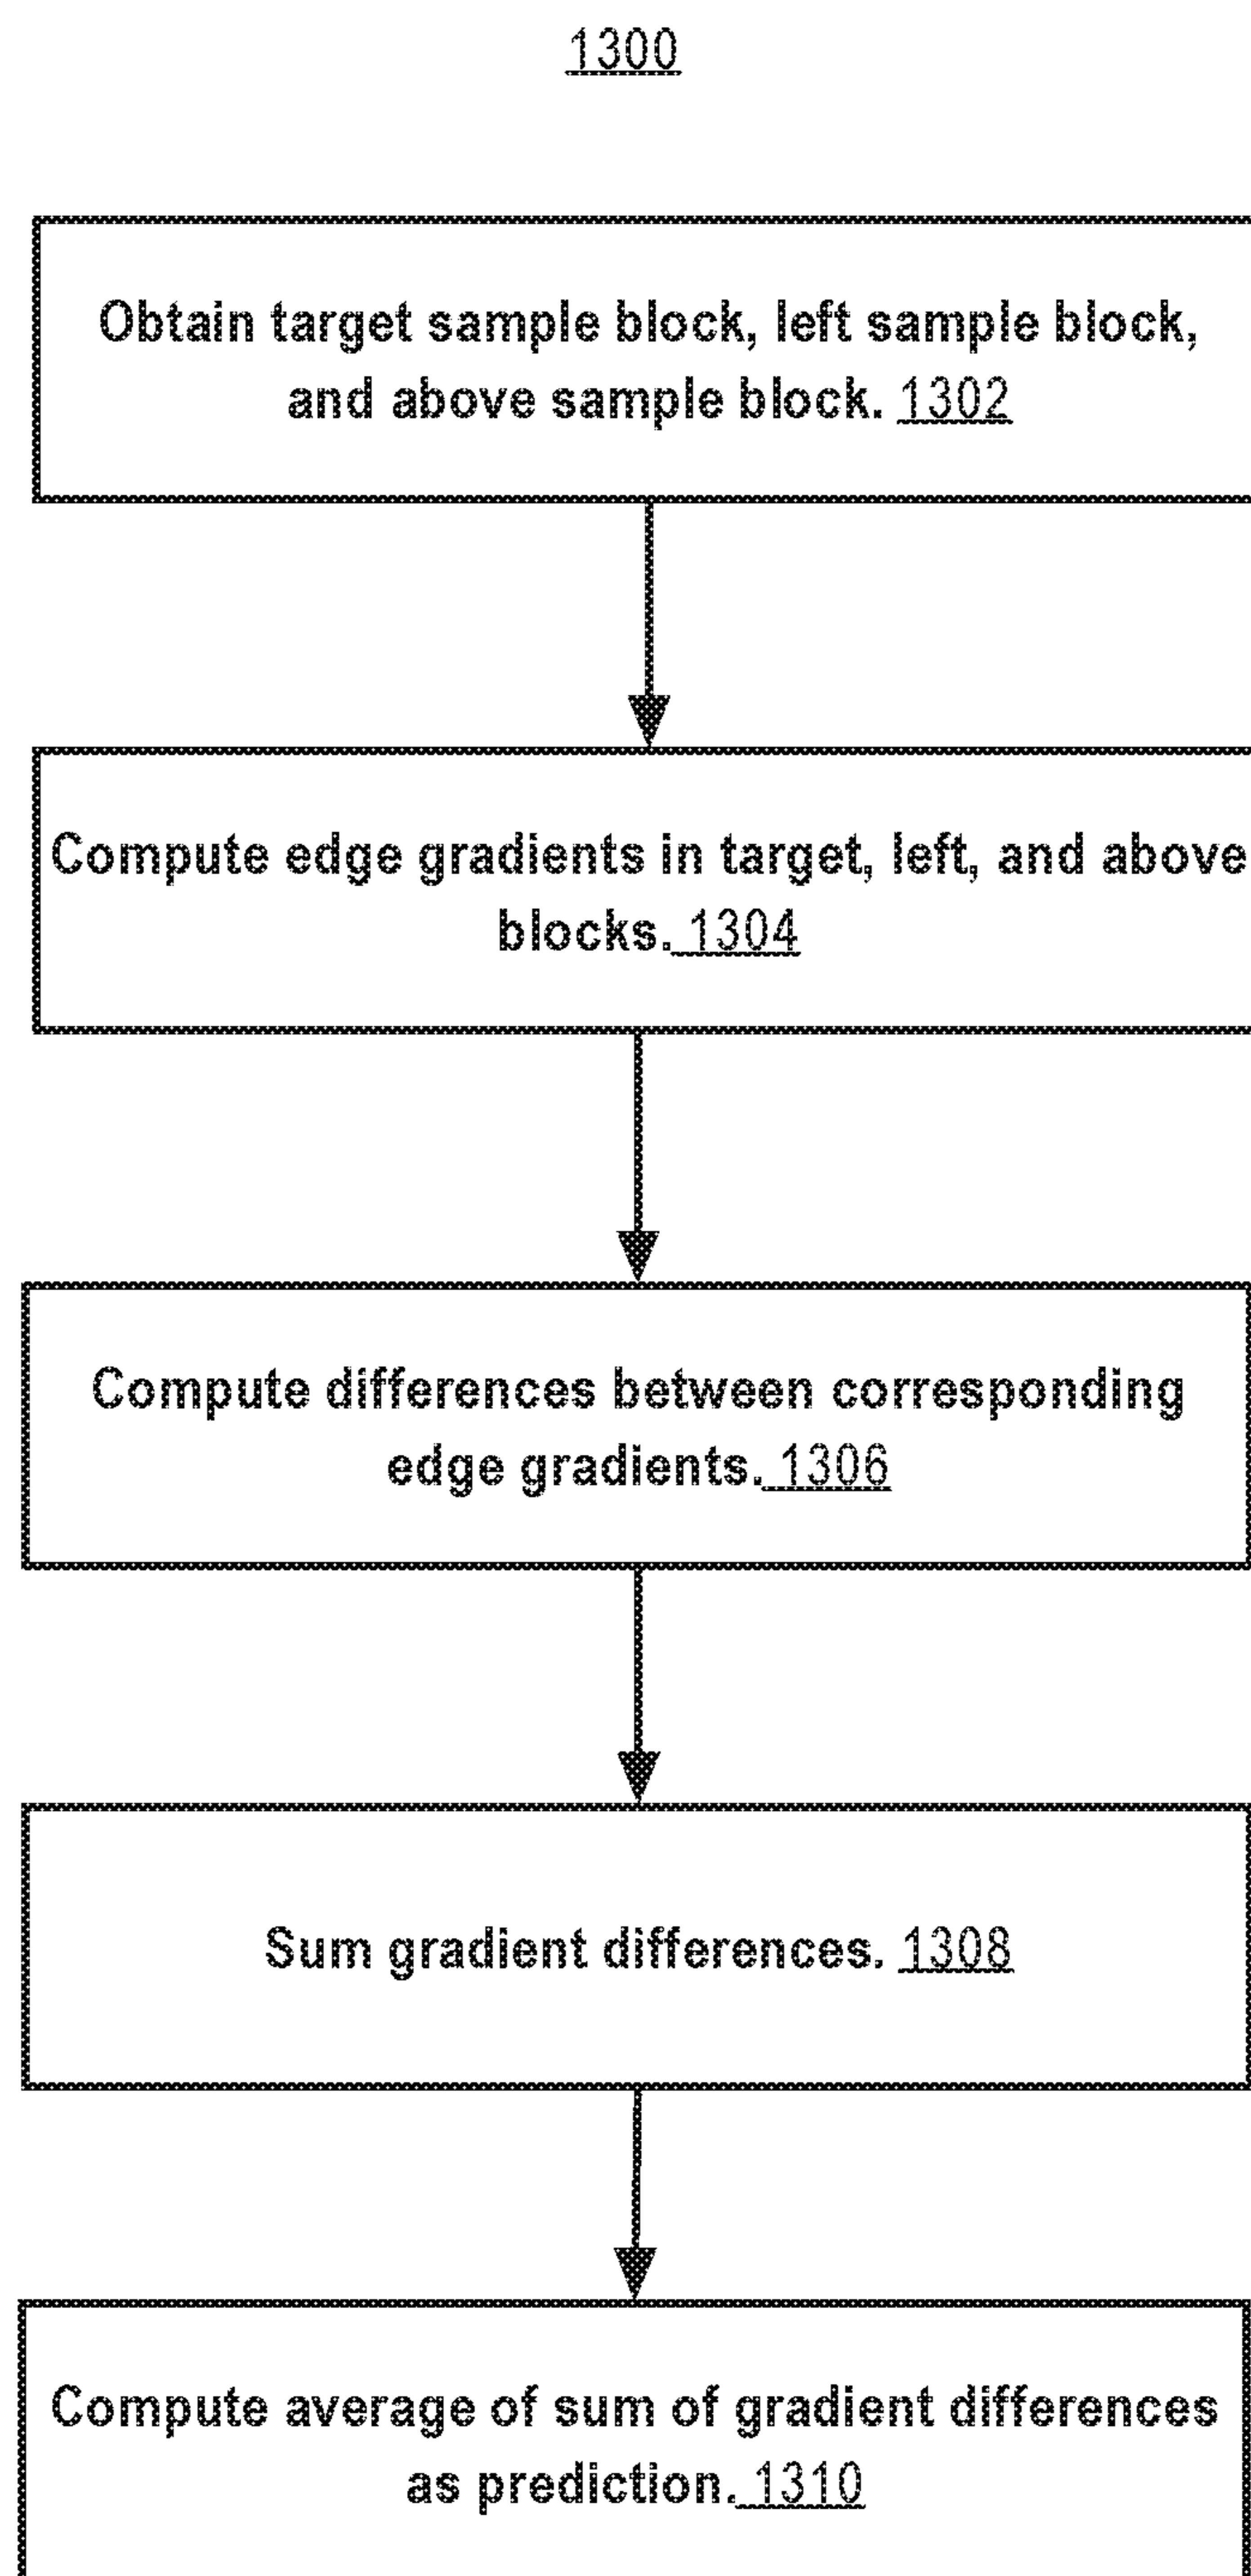 1300
Obtain target sample block, left sample block,
and above sample block. 1302
Compute edge gradients in target, left, and above
blocks. 1304
Compute differences between corresponding
edge gradients. 1306
Sum gradient differences. 1308
Compute average of sum of gradient differences
as prediction. 1310